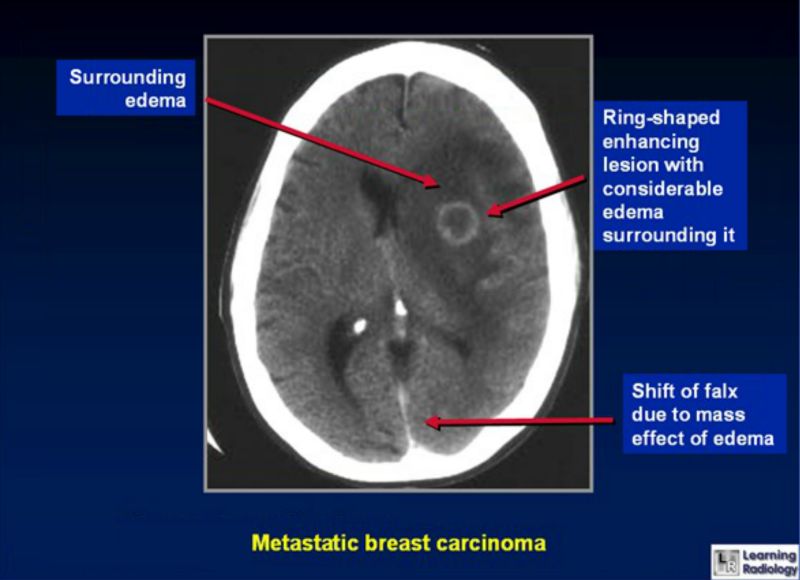 Surrounding
edema
Ring-shaped
enhancing
lesion with
considerable
edema
surrounding it
Shift of falx
due to mass
effect of edema
Metastatic breast carcinoma
LR
Learning
Radiology